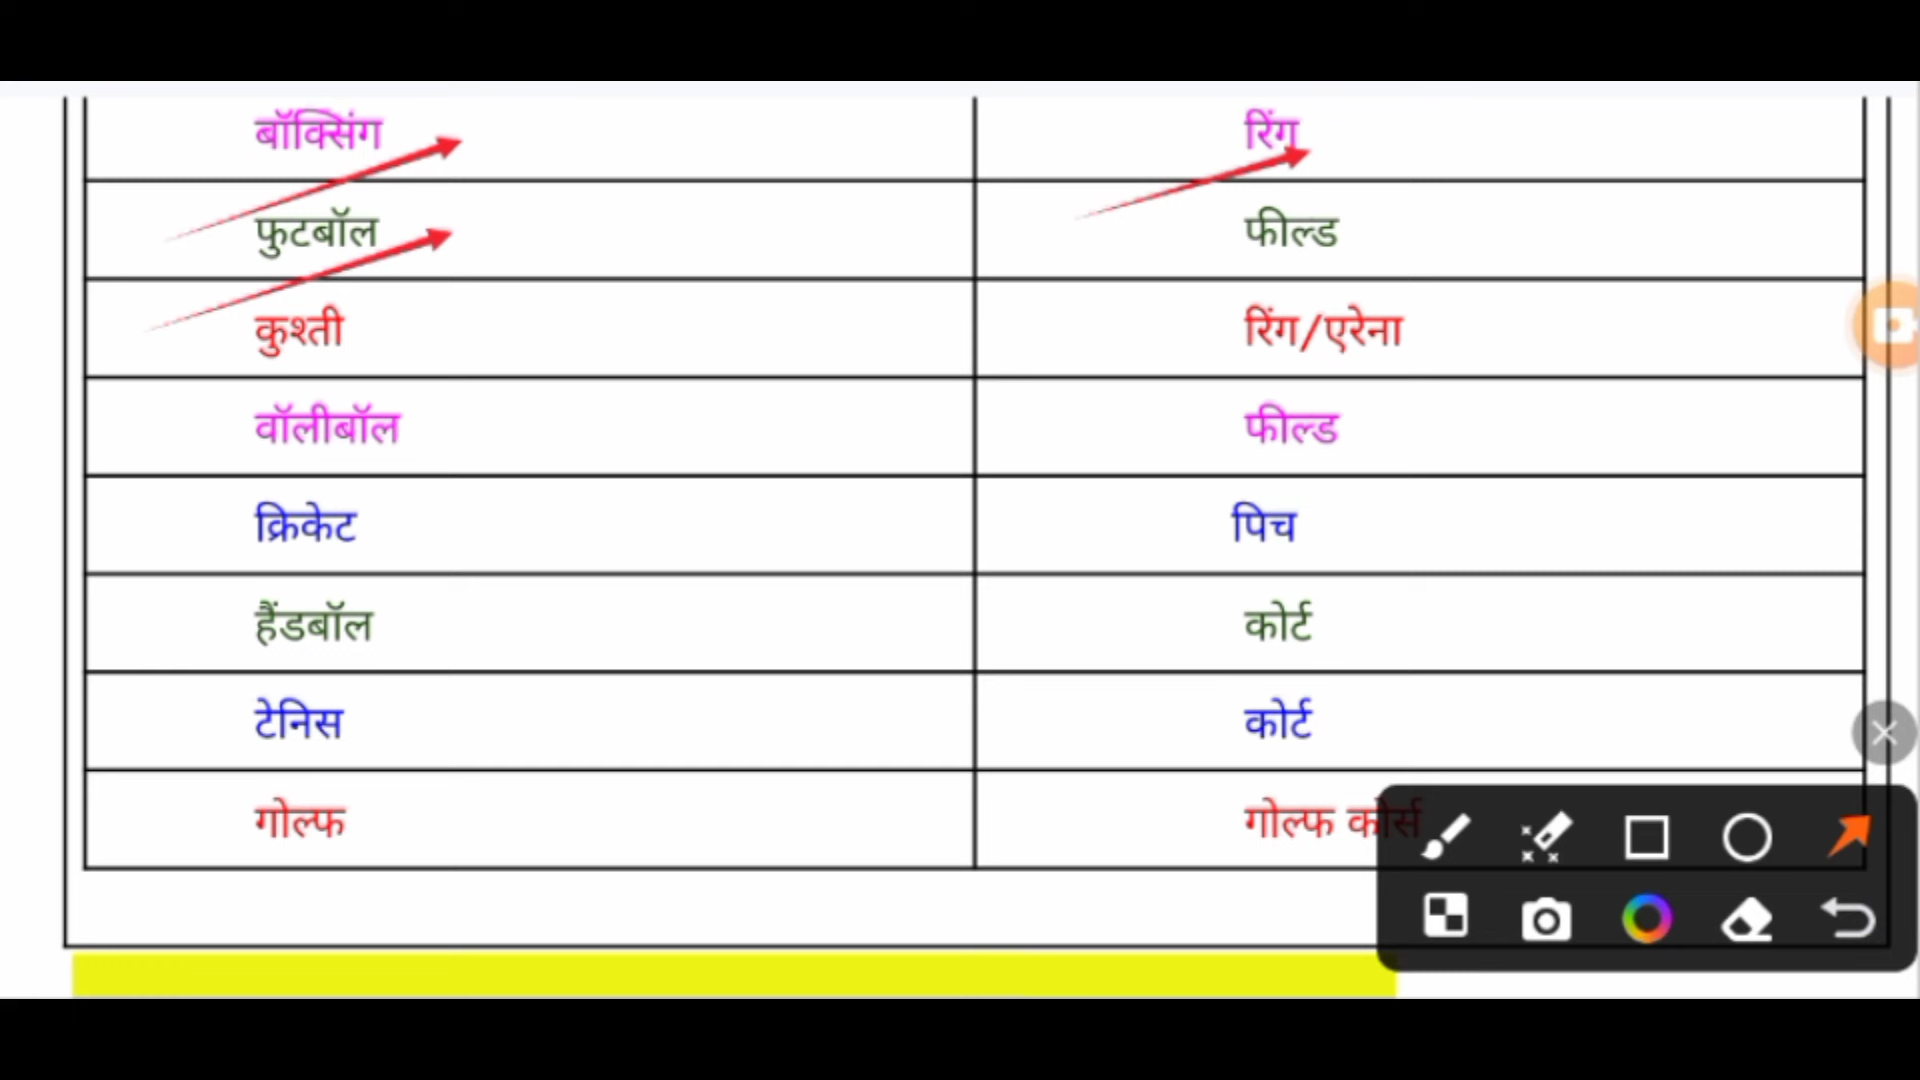 बॉक्सिंग रिंग
फुटबॉल फील्ड
कुश्ती रिंग/एरेना
वॉलीबॉल फील्ड
क्रिकेट पिच
हैंडबॉल कोर्ट
टेनिस कोर्ट
गोल्फ गोल्फ कोर्स